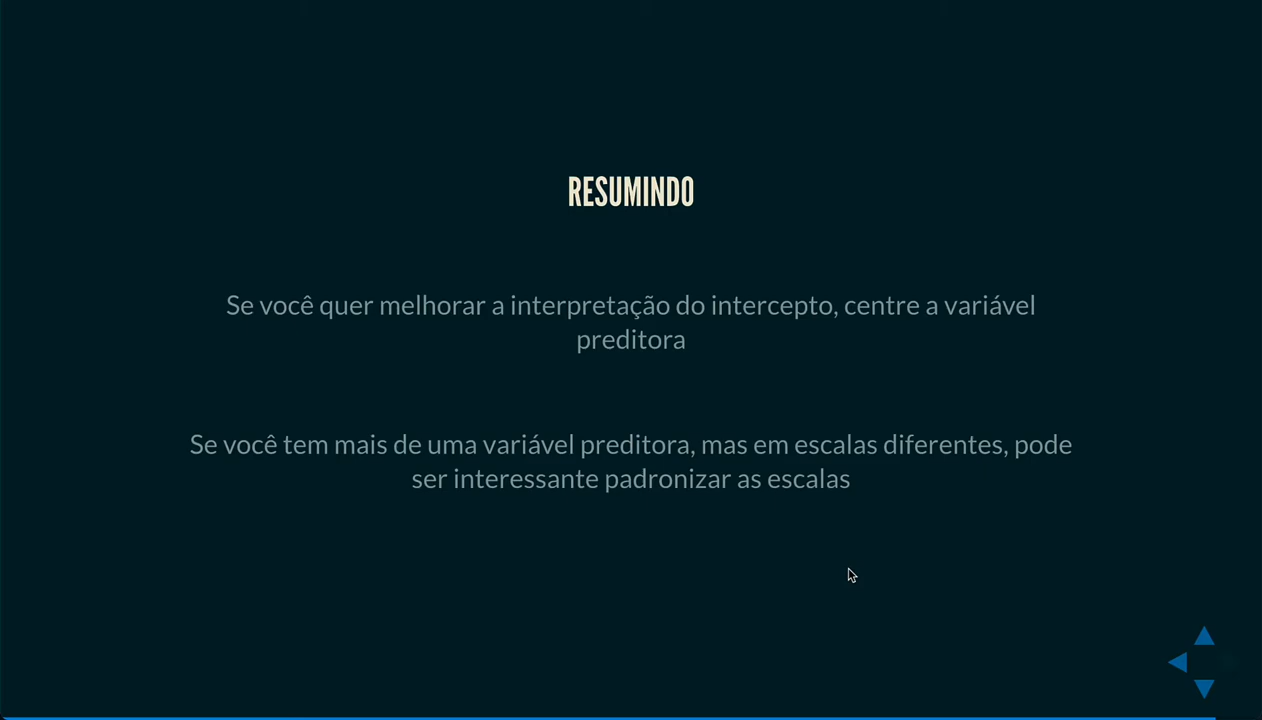 RESUMINDO
Se você quer melhorar a interpretação do intercepto, centre a variável
preditora
Se você tem mais de uma variável preditora, mas em escalas diferentes, pode
ser interessante padronizar as escalas